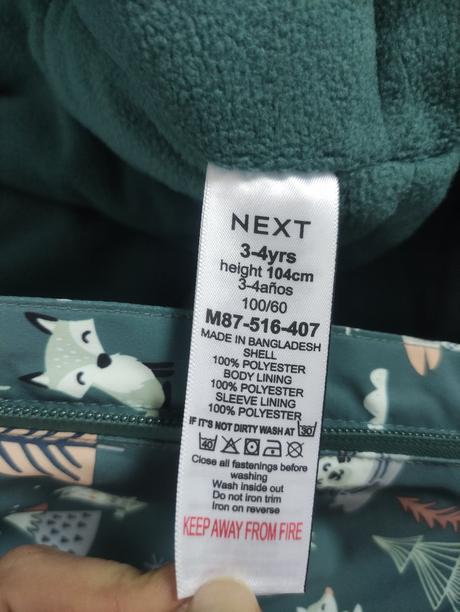 NEXT
3-4yrs
height 104cm
3-4años
100/60
M87-516-407
MADE IN BANGLADESH
SHELL
100% POLYESTER
BODY LINING
100% POLYESTER
SLEEVE LINING
100% POLYESTER
IF IT'S NOT DIRTY WASH AT 30°
40°
Close all fastenings before
washing
Wash inside out
Do not iron trim
Iron on reverse
KEEP AWAY FROM FIRE